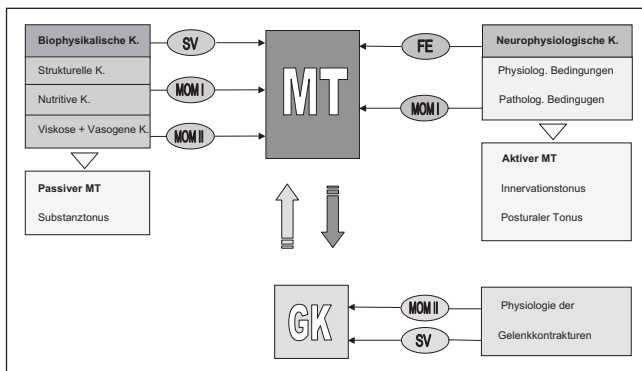 Biophysikalische K.
Strukturelle K.
Nutritive K.
Viskose + Vasogene K.
Passiver MT
Substanztonus
SV
MOM I
MOM II
MT
FE
MOM I
Neurophysiologische K.
Physiolog. Bedingungen
Patholog. Bedingugen
Aktiver MT
Innervationstonus
Posturaler Tonus
GK
MOM II
SV
Physiologie der
Gelenkkontrakturen